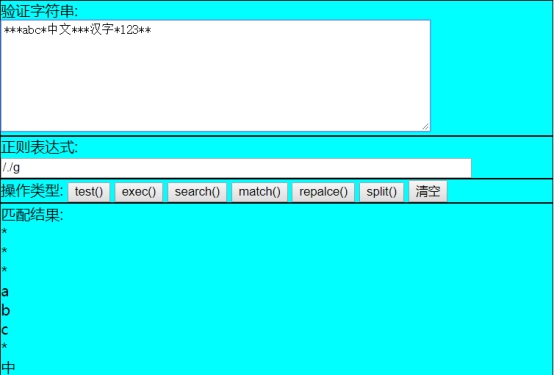 验证字符串:
***abc*中文***汉字*123**
正则表达式:
/./g
操作类型: test() exec() search() match() repalce() split() 清空
匹配结果:
*
*
*
a
b
c
*
中